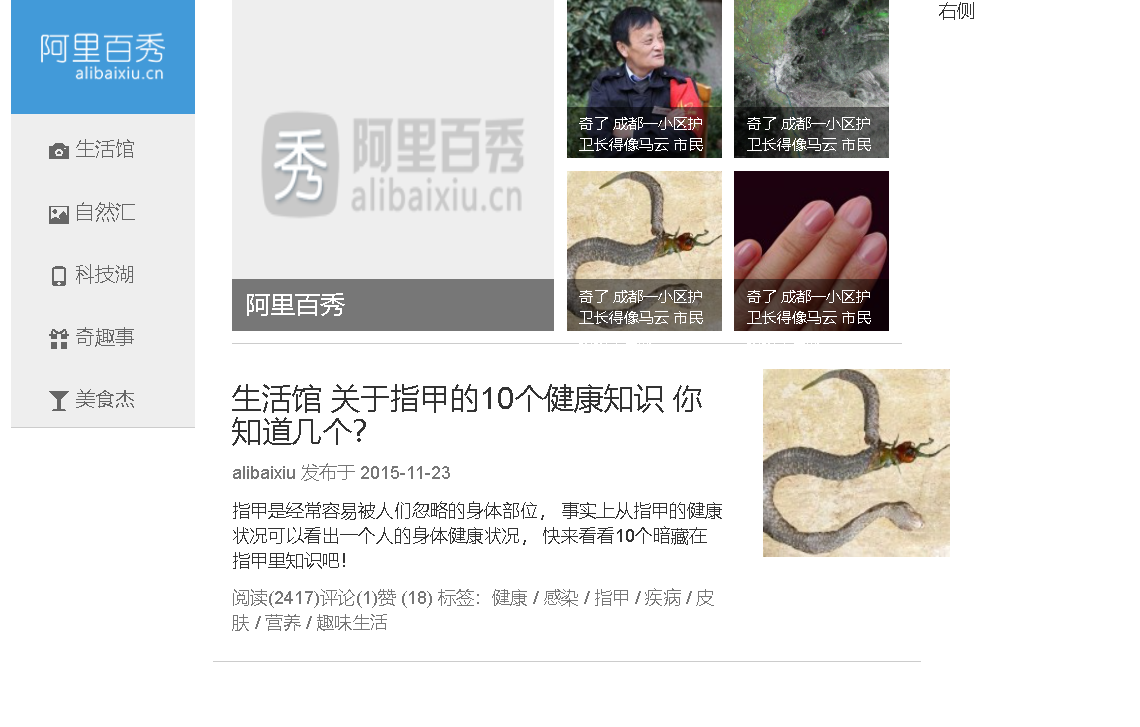 阿里百秀
alibaixiu.cn
生活馆
自然汇
科技湖
奇趣事
美食杰
秀
阿里百秀
alibaixiu.cn
阿里百秀
奇了 成都一小区护
卫长得像马云 市民
奇了 成都一小区护
卫长得像马云 市民
奇了 成都一小区护
卫长得像马云 市民
奇了 成都一小区护
卫长得像马云 市民
生活馆 关于指甲的10个健康知识 你
知道几个?
alibaixiu 发布于 2015-11-23
指甲是经常容易被人们忽略的身体部位， 事实上从指甲的健康
状况可以看出一个人的身体健康状况， 快来看看10个暗藏在
指甲里知识吧!
阅读(2417)评论(1)赞 (18) 标签：健康 / 感染 / 指甲 / 疾病 / 皮
肤 / 营养 / 趣味生活
右侧